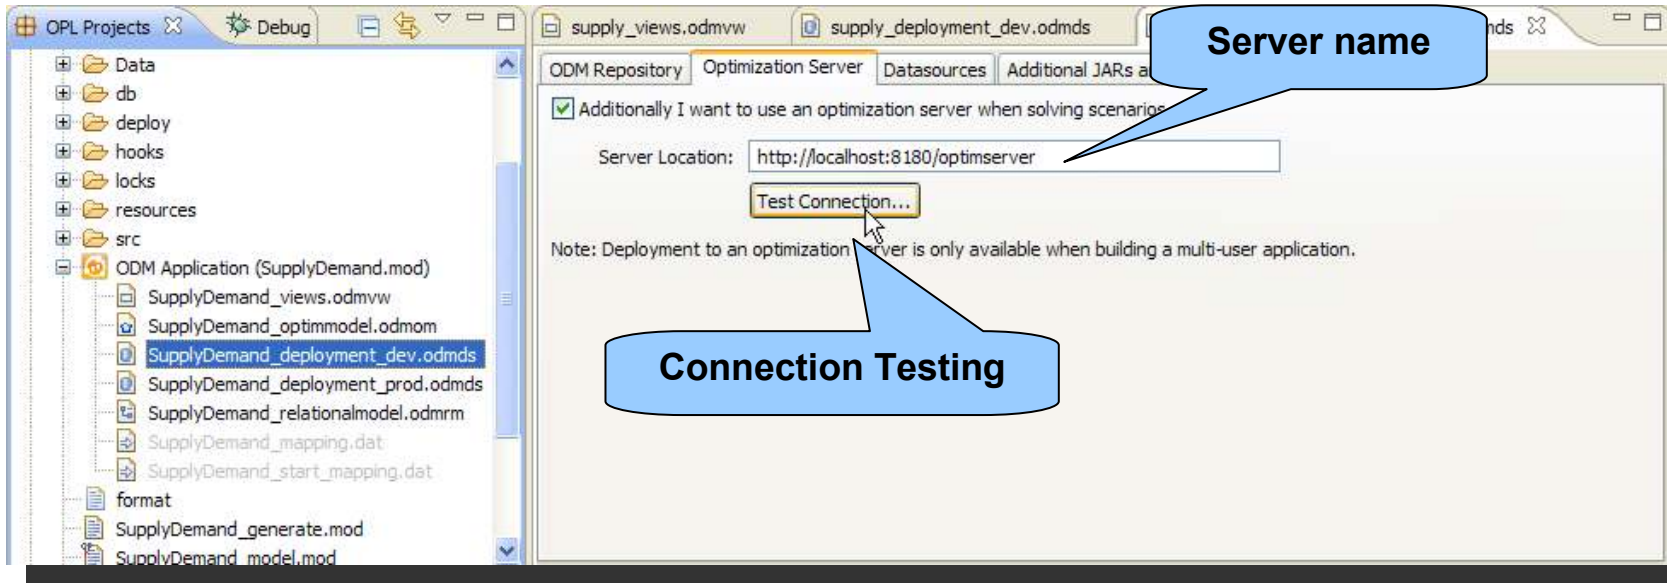 OPL Projects
Debug
Data
db
deploy
hooks
locks
resources
src
ODM Application (SupplyDemand.mod)
SupplyDemand_views.odmvw
SupplyDemand_optimmodel.odmom
SupplyDemand_deployment_dev.odmds
SupplyDemand_deployment_prod.odmds
SupplyDemand_relationalmodel.odmrm
SupplyDemand_mapping.dat
SupplyDemand_start_mapping.dat
format
SupplyDemand_generate.mod
SupplyDemand_model.mod
supply_views.odmvw
supply_deployment_dev.odmds
nds
Server name
ODM Repository
Optimization Server
Datasources
Additional JARs a
Additionally I want to use an optimization server when solving scenarios
Server Location:
http://localhost:8180/optimserver
Test Connection...
Note: Deployment to an optimization server is only available when building a multi-user application.
Connection Testing